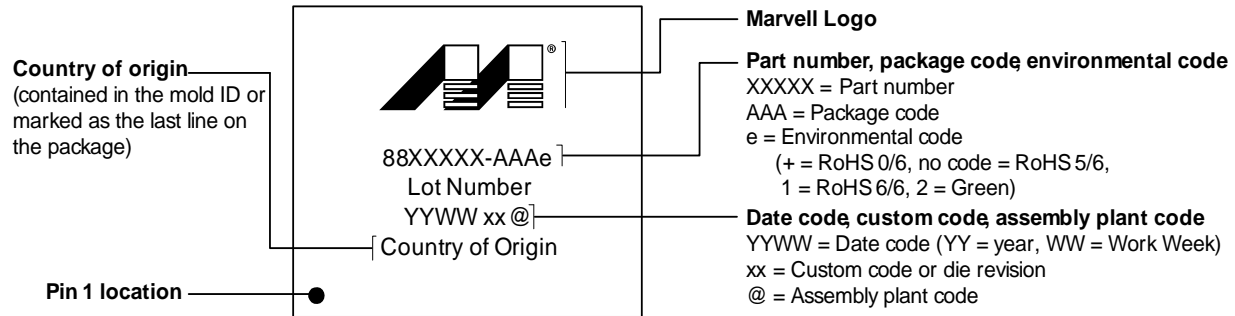 Marvell Logo
Country of origin
(contained in the mold ID or
marked as the last line on
the package)
®
88XXXXX-AAAe
Lot Number
YYWW xx @
Country of Origin
Pin 1 location
Part number, package code, environmental code
XXXXX = Part number
AAA = Package code
e = Environmental code
(+ = RoHS 0/6, no code = RoHS 5/6,
1 = RoHS 6/6, 2 = Green)
Date code, custom code, assembly plant code
YYWW = Date code (YY = year, WW = Work Week)
xx = Custom code or die revision
@ = Assembly plant code